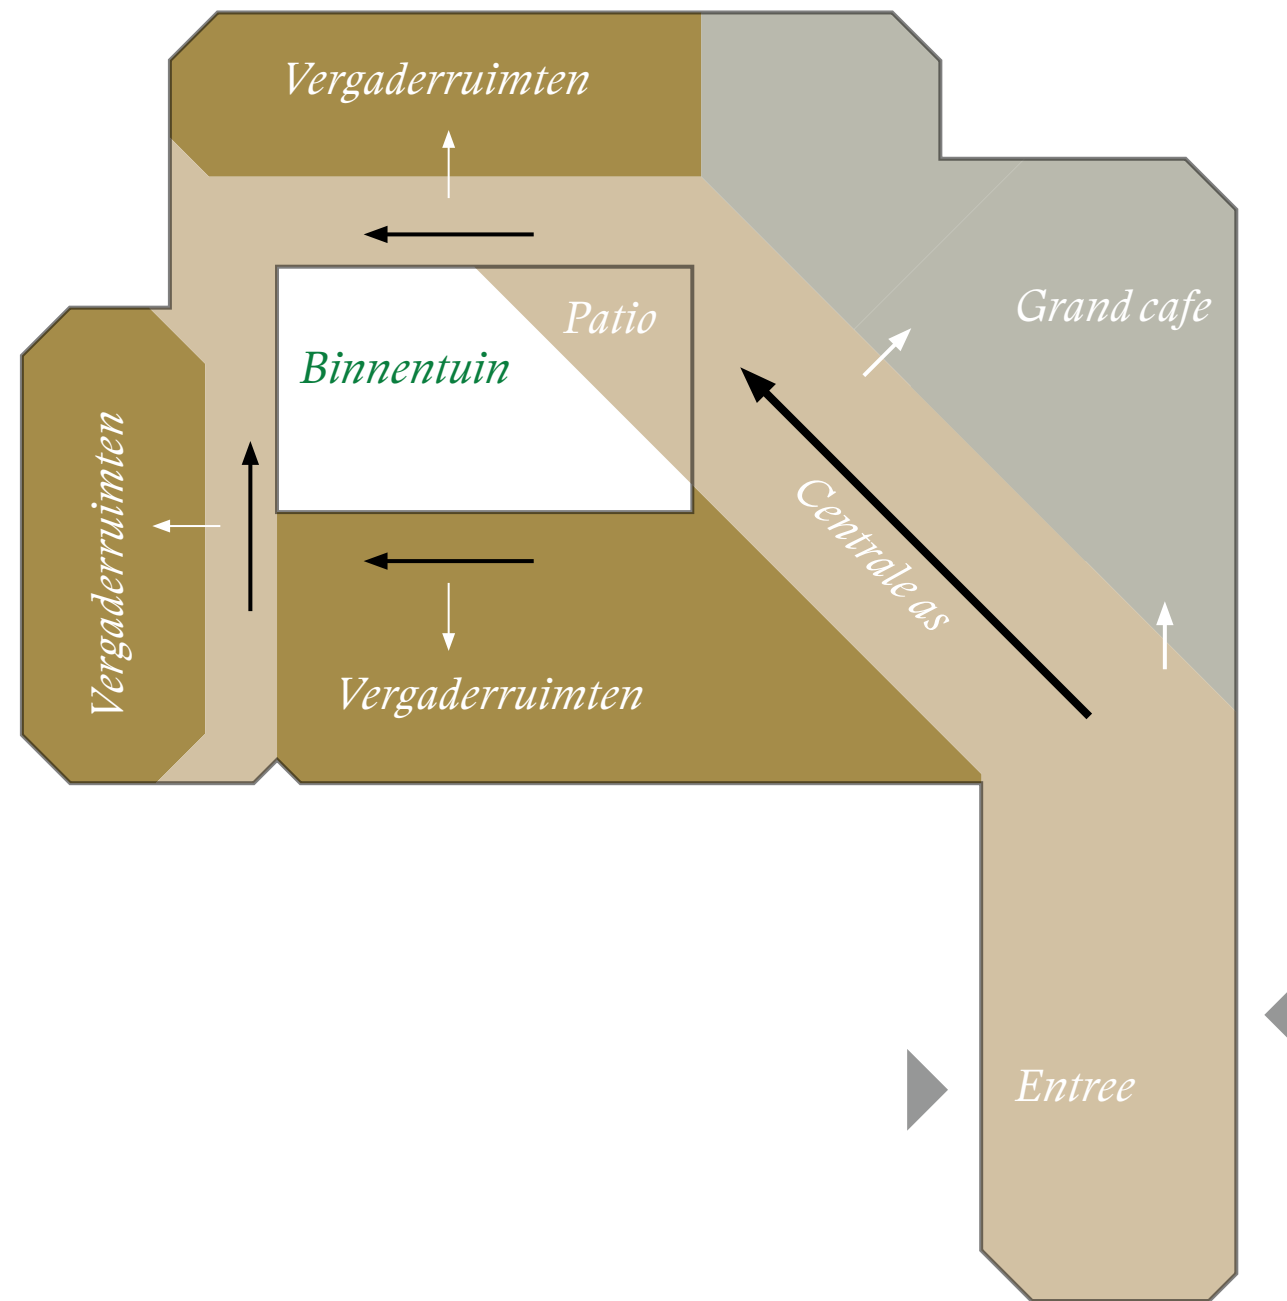 Vergaderruimten
Grand cafe
Patio
Binnentuin
Vergaderruimten
Centrale as
Vergaderruimten
Entree